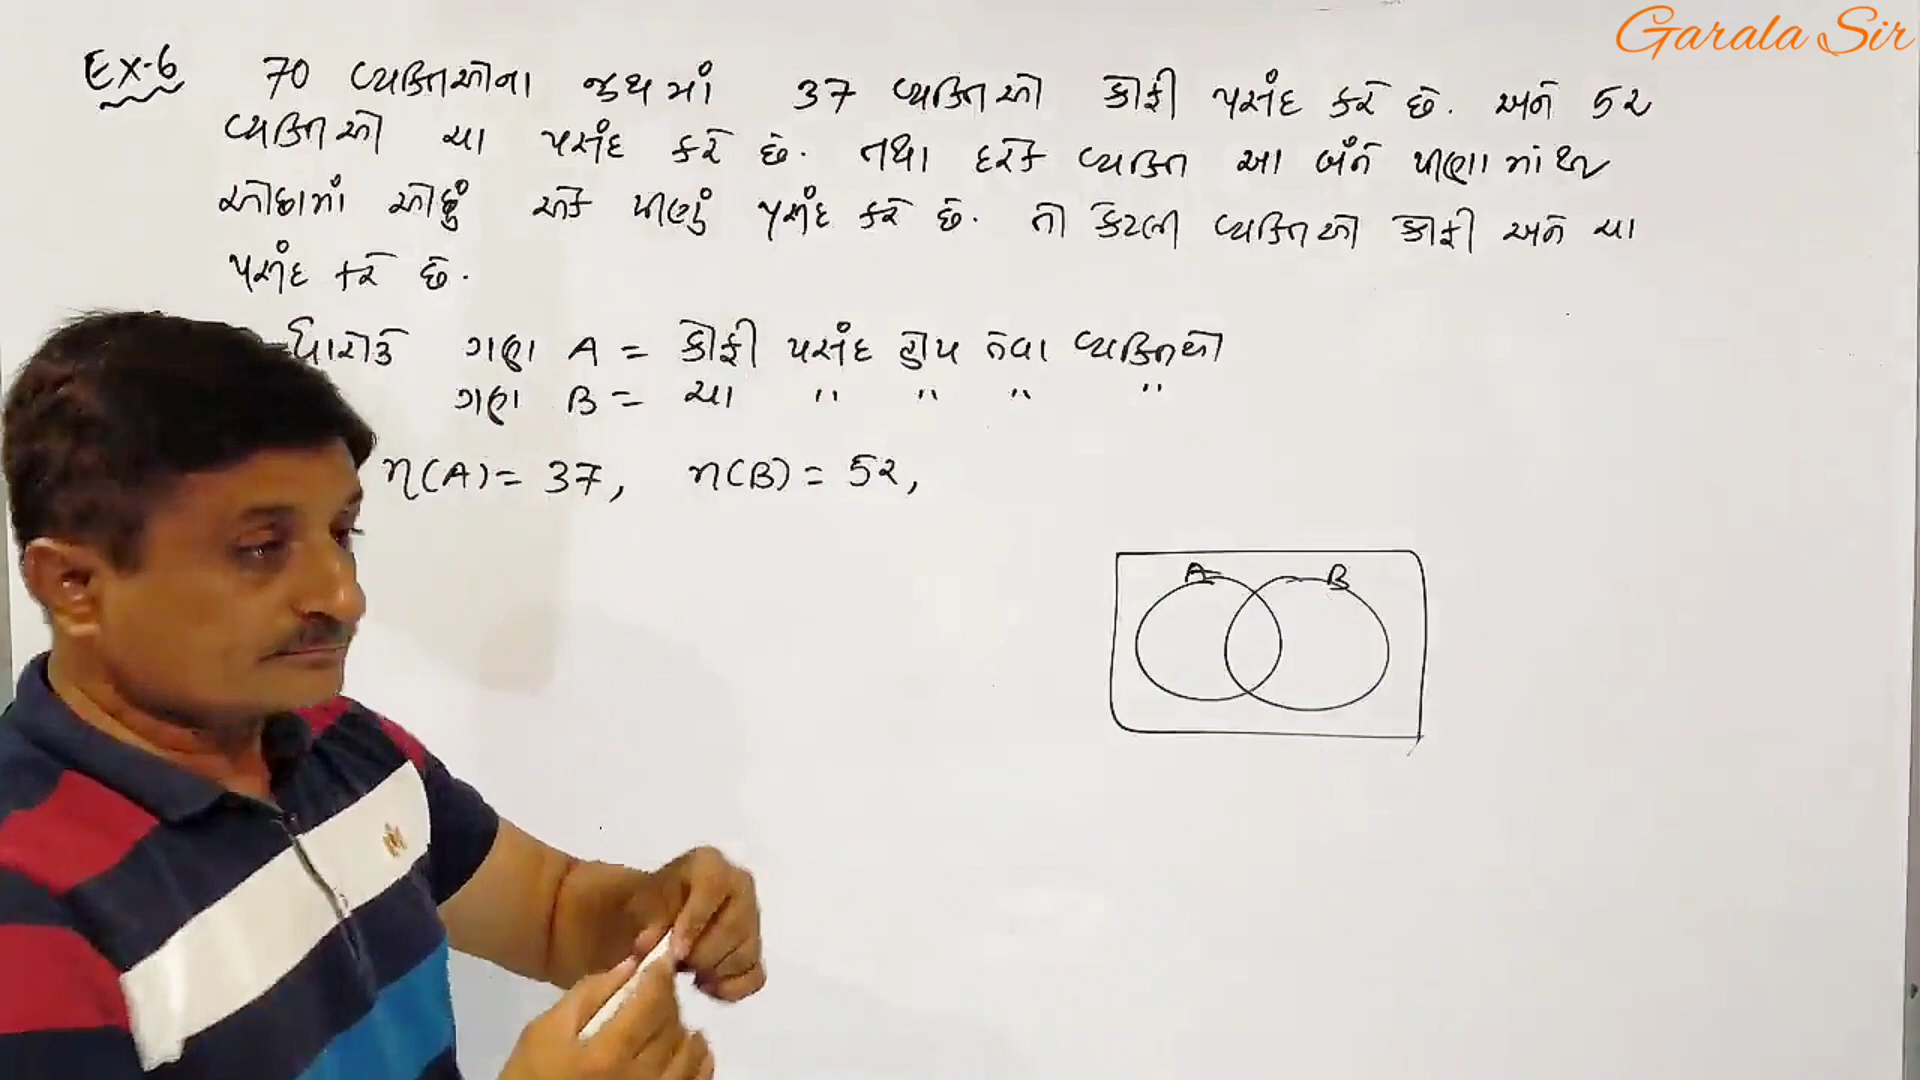 Garala Sir
Ex-6 70 વ્યક્તિઓના જૂથમાં 37 વ્યક્તિઓ કોફી પસંદ કરે છે. અને 52
વ્યક્તિઓ ચા પસંદ કરે છે. તથા દરેક વ્યક્તિ આ બંને પીણામાંથી
ઓછામાં ઓછું એક પીણું પસંદ કરે છે. તો કેટલી વ્યક્તિઓ કોફી અને ચા
પસંદ કરે છે.
ધારોકે ગણ A = કોફી પસંદ હોય તેવા વ્યક્તિઓ
ગણ B = ચા " " " "
n(A) = 37, n(B) = 52,
A B